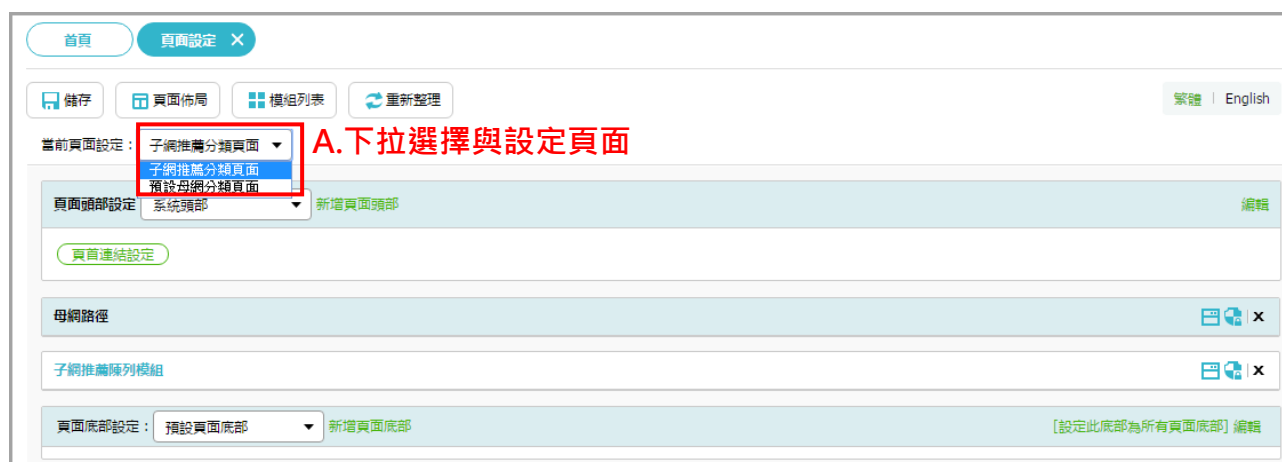 首頁 頁面設定 X
儲存 頁面佈局 模組列表 重新整理 繁體 | English
當前頁面設定： 子網推薦分類頁面 ▼ A.下拉選擇與設定頁面
子網推薦分類頁面
預設母網分類頁面
頁面頭部設定 系統頭部 ▼ 新增頁面頭部 編輯
頁首連結設定
母網路徑 x
子網推薦陳列模組 x
頁面底部設定： 預設頁面底部 ▼ 新增頁面底部 [設定此底部為所有頁面底部] 編輯